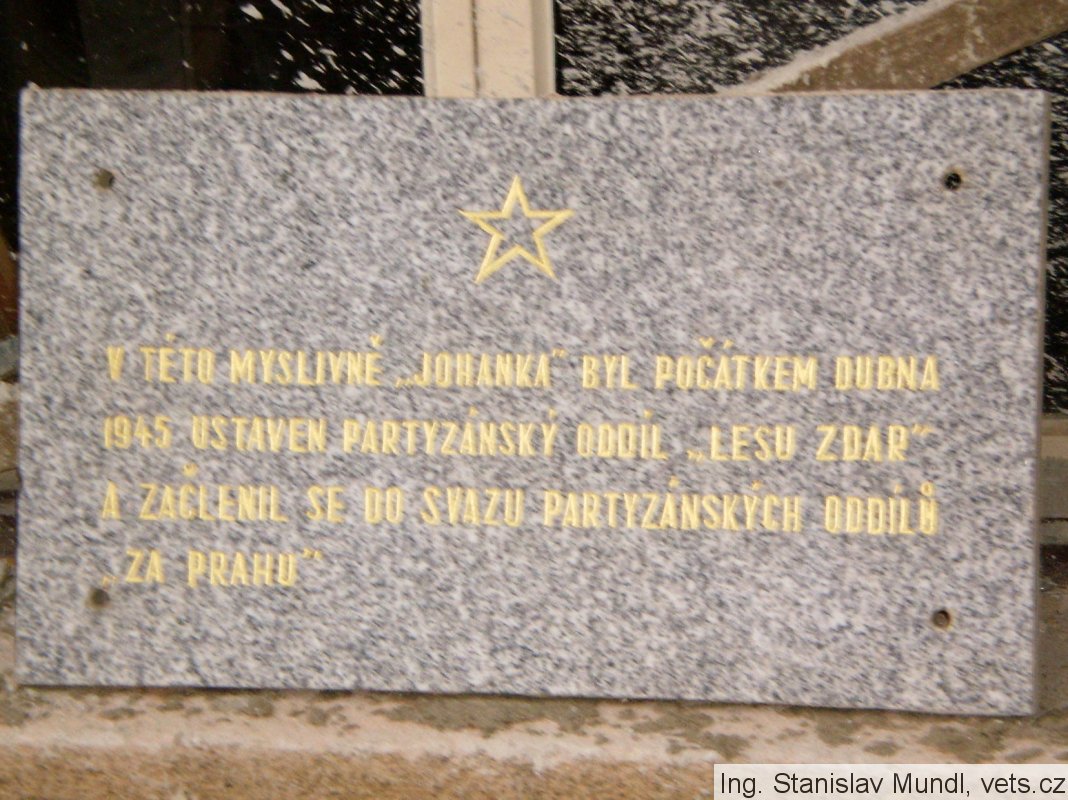 V TÉTO MYSLIVNĚ „JOHANKA” BYL POČÁTKEM DUBNA
1945 USTAVEN PARTYZÁNSKÝ ODDÍL „LESU ZDAR”
A ZAČLENIL SE DO SVAZU PARTYZÁNSKÝCH ODDÍLŮ
„ZA PRAHU”
Ing. Stanislav Mundl, vets.cz